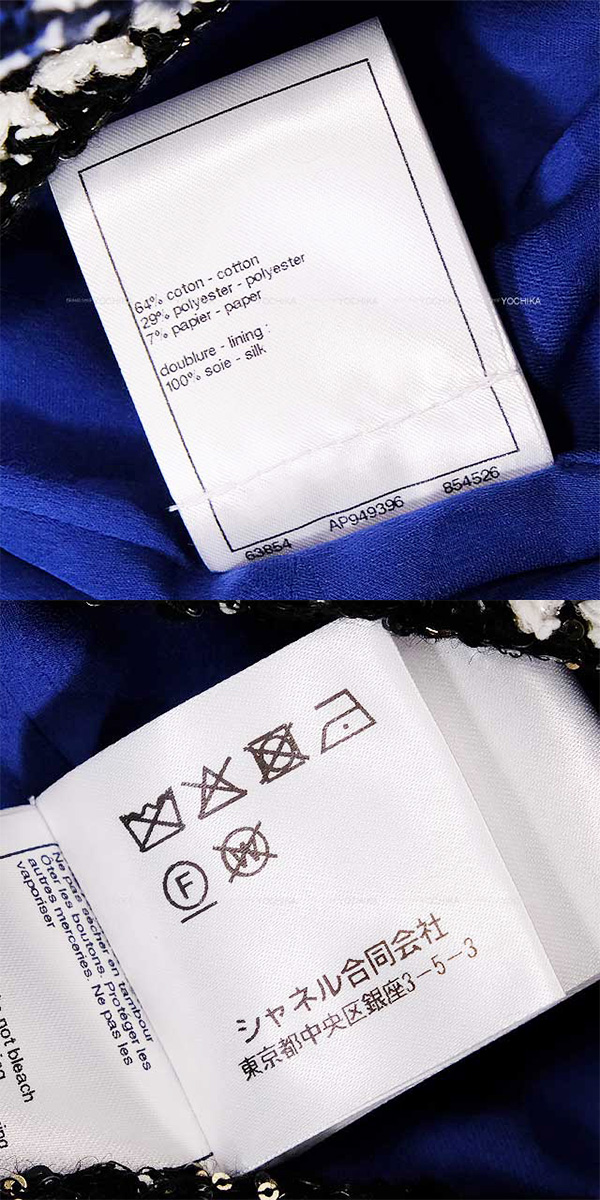 64% coton - cotton
29% polyester - polyester
7% papier - paper
doublure - lining :
100% soie - silk
63854 AP949396 854526
YOCHIKA
YOCHIKA
F
W
シャネル合同会社
東京都中央区銀座3-5-3
Ne pas sécher en tambour
Ôter les boutons. Protéger les
autres merceries. Ne pas les
vaporiser
not bleach